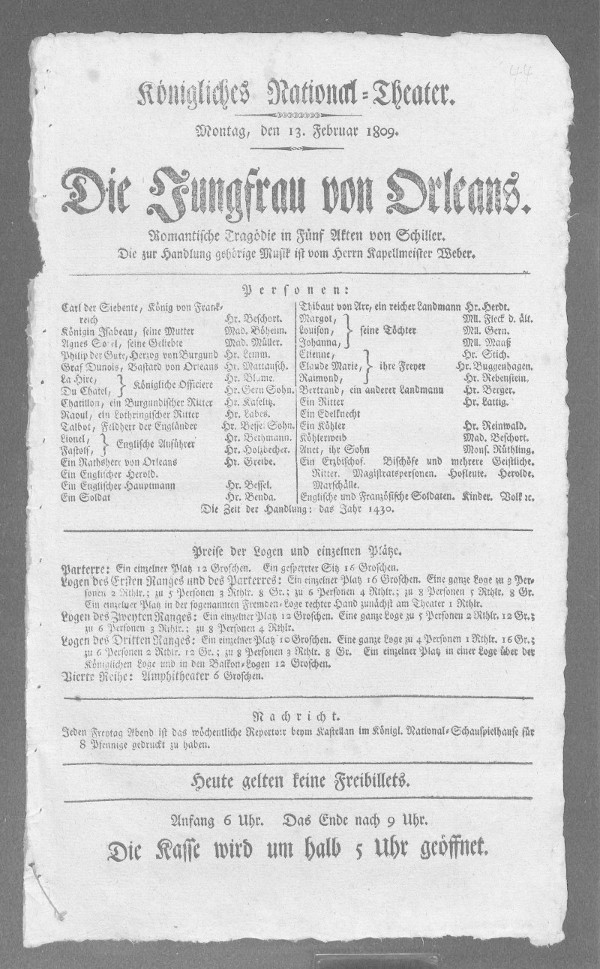 44
Königliches National-Theater.
Montag, den 13. Februar 1809.
Die Jungfrau von Orleans.
Romantische Tragödie in Fünf Akten von Schiller.
Die zur Handlung gehörige Musik ist vom Herrn Kapellmeister Weber.
Personen:
Carl der Siebente, König von Frank-
reich Hr. Beschort.
Königin Isabeau, seine Mutter Mad. Böheim.
Agnes Sorel, seine Geliebte Mad. Müller.
Philip der Gute, Herzog von Burgund Hr. Lemm.
Graf Dunois, Bastard von Orleans Hr. Mattausch.
La Hire, Hr. Blume.
Du Chatel, } Königliche Officiere Hr. Gern Sohn.
Chatillon, ein Burgundischer Ritter Hr. Kaselitz.
Raoul, ein Lothringischer Ritter Hr. Labes.
Talbot, Feldherr der Engländer Hr. Bessel Sohn.
Lionel, Hr. Bethmann.
Fastolf, } Englische Anführer Hr. Holzbecher.
Ein Rathsherr von Orleans Hr. Greibe.
Ein Englischer Herold.
Ein Englischer Hauptmann Hr. Bessel.
Ein Soldat Hr. Benda.
Thibaut von Arc, ein reicher Landmann Hr. Herdt.
Margot, Mll. Fleck d. ält.
Louison, } seine Töchter Mll. Gern.
Johanna, Mll. Maaß
Etienne, Hr. Stich.
Claude Marie, } ihre Freyer Hr. Buggenhagen.
Raimond, Hr. Rebenstein.
Bertrand, ein anderer Landmann Hr. Berger.
Ein Ritter Hr. Lattig.
Ein Edelknecht
Ein Köhler Hr. Reinwald.
Köhlerweib Mad. Beschort.
Anet, ihr Sohn Mons. Rüthling.
Ein Erzbischof. Bischöfe und mehrere Geistliche.
Ritter. Magistratspersonen. Hofleute. Herolde.
Marschälle.
Englische und Französische Soldaten. Kinder. Volk ꝛc.
Die Zeit der Handlung: das Jahr 1430.
Preise der Logen und einzelnen Plätze.
Parterre: Ein einzelner Platz 12 Groschen. Ein gesperrter Sitz 16 Groschen.
Logen des Ersten Ranges und des Parterres: Ein einzelner Platz 16 Groschen. Eine ganze Loge zu 3 Per-
sonen 2 Rthlr.; zu 5 Personen 3 Rthlr. 8 Gr.; zu 6 Personen 4 Rthlr.; zu 8 Personen 5 Rthlr. 8 Gr.
Ein einzelner Platz in der sogenannten Fremden-Loge rechter Hand zunächst am Theater 1 Rthlr.
Logen des Zweyten Ranges: Ein einzelner Platz 12 Groschen. Eine ganze Loge zu 5 Personen 2 Rthlr. 12 Gr.;
zu 6 Personen 3 Rthlr.; zu 8 Personen 4 Rthlr.
Logen des Dritten Ranges: Ein einzelner Platz 10 Groschen. Eine ganze Loge zu 4 Personen 1 Rthlr. 16 Gr.;
zu 6 Personen 2 Rthlr. 12 Gr.; zu 8 Personen 3 Rthlr. 8 Gr. Ein einzelner Platz in einer Loge über der
Königlichen Loge und in den Balkon-Logen 12 Groschen.
Vierte Reihe: Amphitheater 6 Groschen.
Nachricht.
Jeden Freytag Abend ist das wöchentliche Repertoir beym Kastellan im Königl. National-Schauspielhause für
8 Pfennige gedruckt zu haben.
Heute gelten keine Freibillets.
Anfang 6 Uhr. Das Ende nach 9 Uhr.
Die Kasse wird um halb 5 Uhr geöffnet.